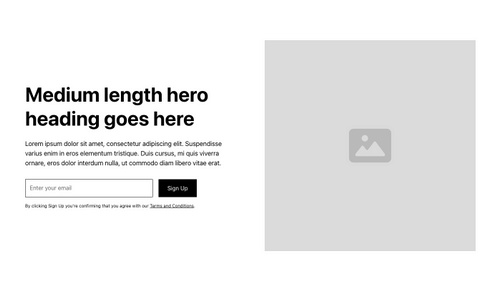 Medium length hero
heading goes here
Lorem ipsum dolor sit amet, consectetur adipiscing elit. Suspendisse
varius enim in eros elementum tristique. Duis cursus, mi quis viverra
ornare, eros dolor interdum nulla, ut commodo diam libero vitae erat.
Enter your email
Sign Up
By clicking Sign Up you're confirming that you agree with our Terms and Conditions.